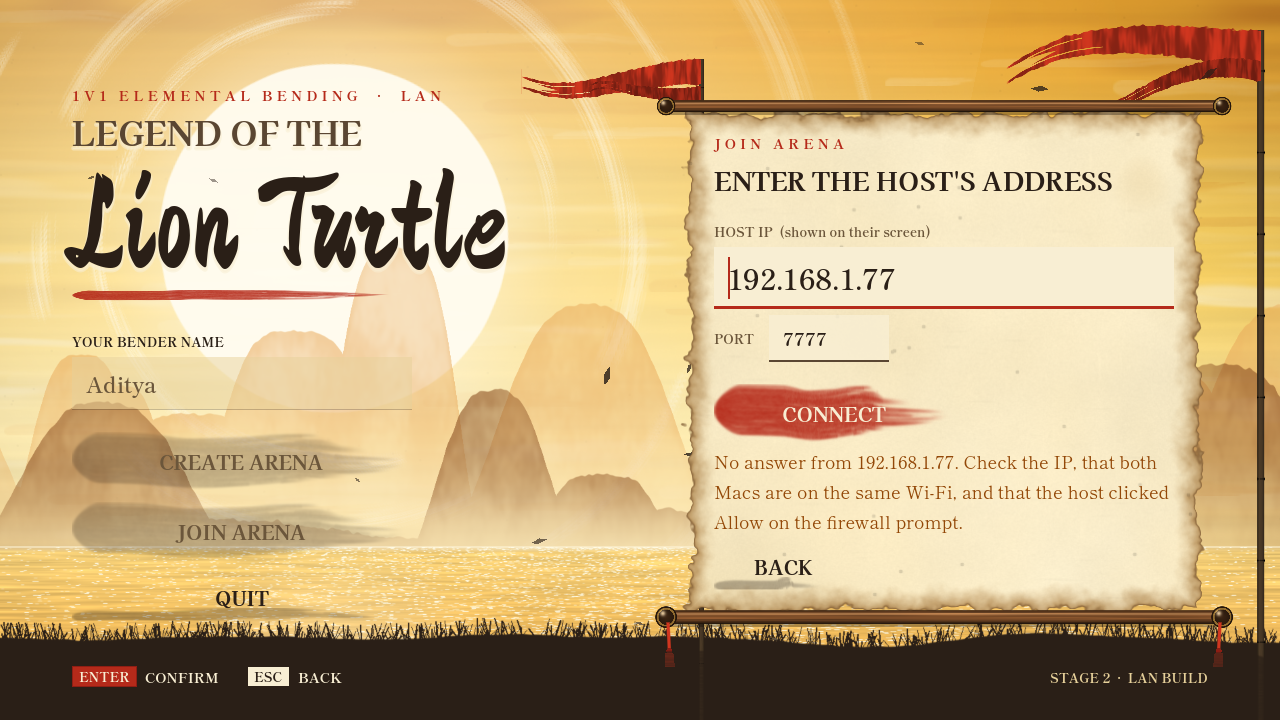 1V1 ELEMENTAL BENDING · LAN
LEGEND OF THE
Lion Turtle
YOUR BENDER NAME
Aditya
CREATE ARENA
JOIN ARENA
QUIT
JOIN ARENA
ENTER THE HOST'S ADDRESS
HOST IP (shown on their screen)
192.168.1.77
PORT 7777
CONNECT
No answer from 192.168.1.77. Check the IP, that both
Macs are on the same Wi-Fi, and that the host clicked
Allow on the firewall prompt.
BACK
ENTER CONFIRM ESC BACK
STAGE 2 · LAN BUILD